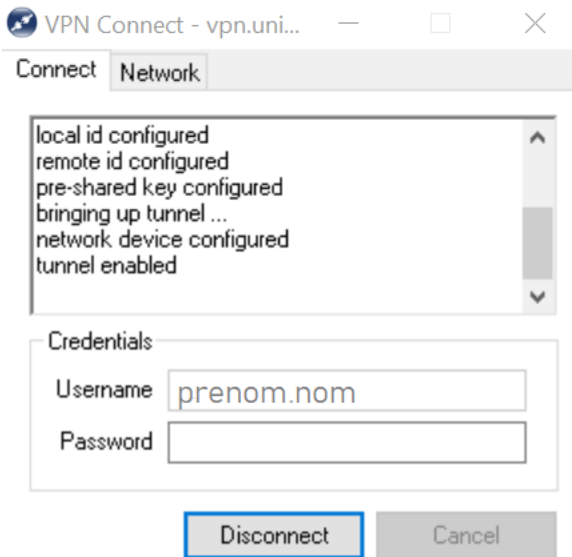 VPN Connect - vpn.uni...
Connect Network
local id configured
remote id configured
pre-shared key configured
bringing up tunnel ...
network device configured
tunnel enabled
Credentials
Username prenom.nom
Password
Disconnect Cancel